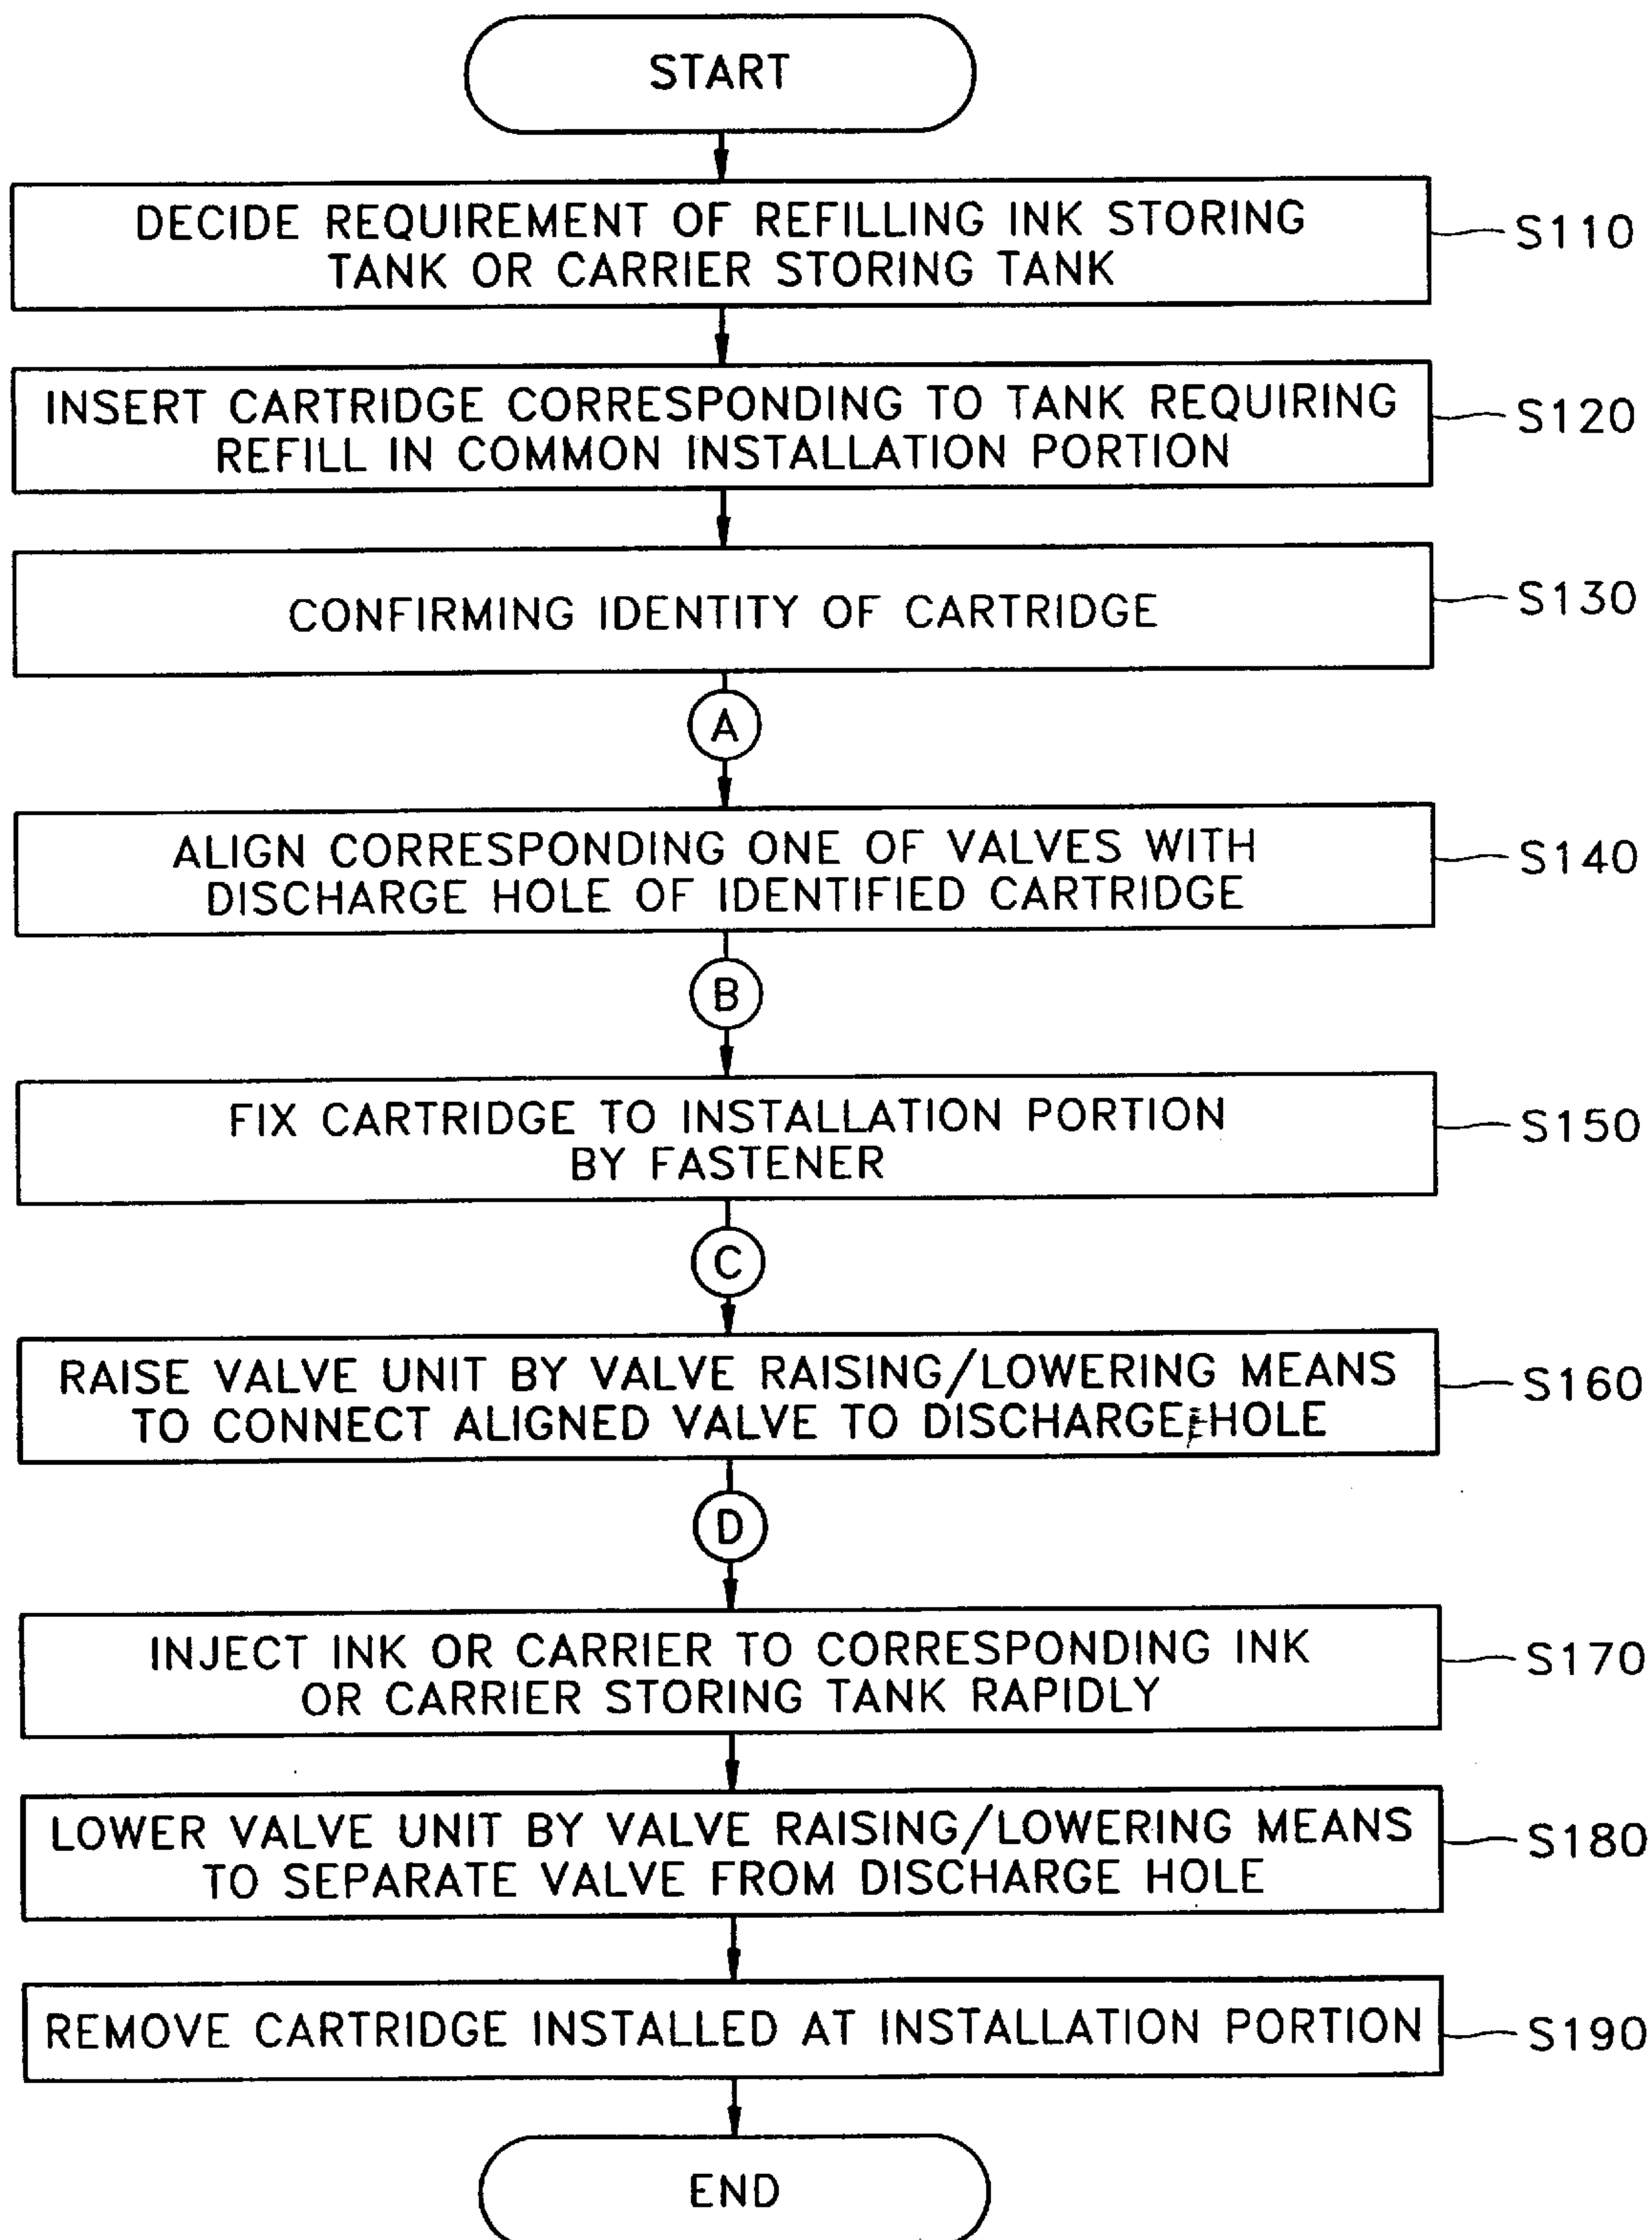 START
DECIDE REQUIREMENT OF REFILLING INK STORING
TANK OR CARRIER STORING TANK
S110
INSERT CARTRIDGE CORRESPONDING TO TANK REQUIRING
REFILL IN COMMON INSTALLATION PORTION
S120
CONFIRMING IDENTITY OF CARTRIDGE
S130
A
ALIGN CORRESPONDING ONE OF VALVES WITH
DISCHARGE HOLE OF IDENTIFIED CARTRIDGE
S140
B
FIX CARTRIDGE TO INSTALLATION PORTION
BY FASTENER
S150
C
RAISE VALVE UNIT BY VALVE RAISING/LOWERING MEANS
TO CONNECT ALIGNED VALVE TO DISCHARGE HOLE
S160
D
INJECT INK OR CARRIER TO CORRESPONDING INK
OR CARRIER STORING TANK RAPIDLY
S170
LOWER VALVE UNIT BY VALVE RAISING/LOWERING MEANS
TO SEPARATE VALVE FROM DISCHARGE HOLE
S180
REMOVE CARTRIDGE INSTALLED AT INSTALLATION PORTION
S190
END